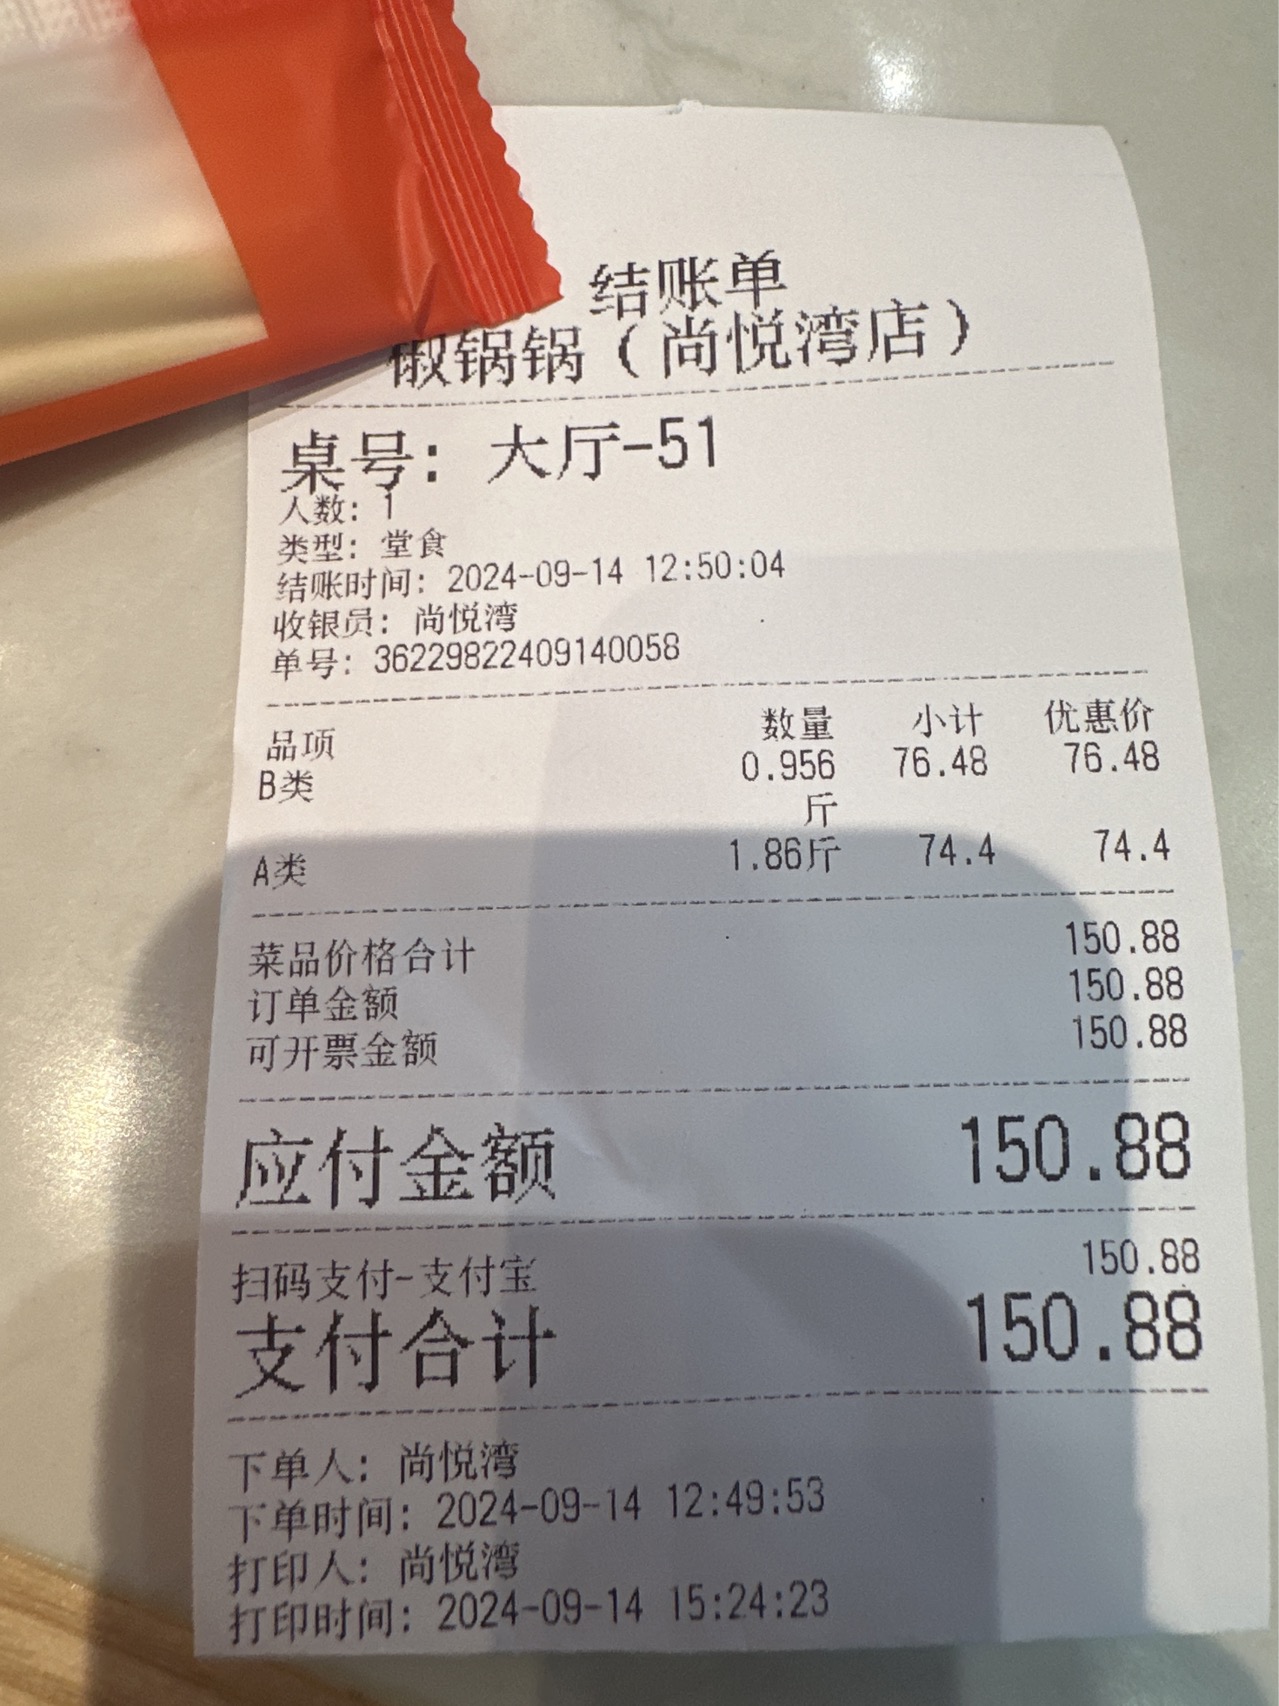 结账单
椒锅锅（尚悦湾店）
桌号：大厅-51
人数：1
类型：堂食
结账时间：2024-09-14 12:50:04
收银员：尚悦湾
单号：36229822409140058
品项 数量 小计 优惠价
B类 0.956斤 76.48 76.48
A类 1.86斤 74.4 74.4
菜品价格合计 150.88
订单金额 150.88
可开票金额 150.88
应付金额 150.88
扫码支付-支付宝 150.88
支付合计 150.88
下单人：尚悦湾
下单时间：2024-09-14 12:49:53
打印人：尚悦湾
打印时间：2024-09-14 15:24:23